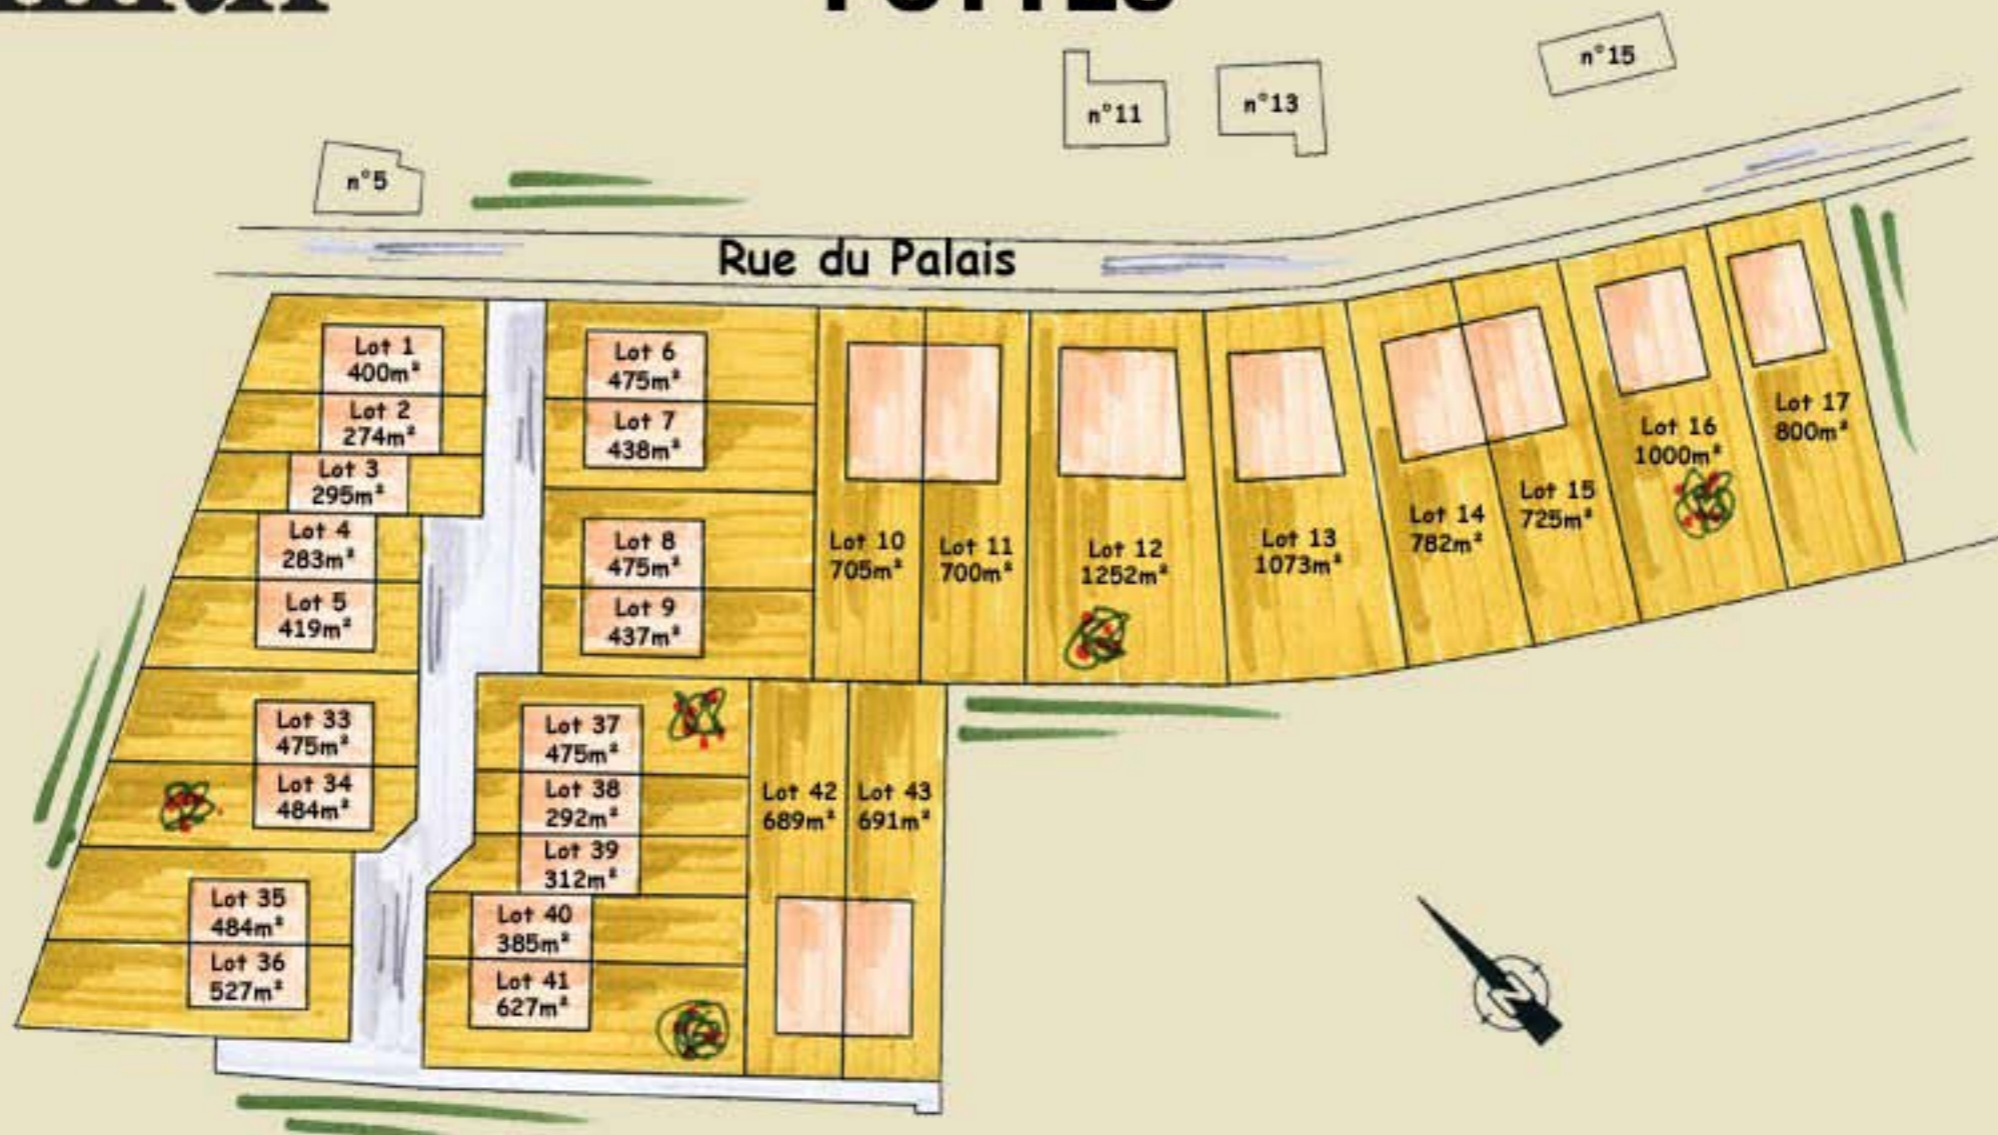 n°15
n°11
n°13
n°5
Rue du Palais
Lot 1
400m²
Lot 2
274m²
Lot 3
295m²
Lot 4
283m²
Lot 5
419m²
Lot 6
475m²
Lot 7
438m²
Lot 8
475m²
Lot 9
437m²
Lot 10
705m²
Lot 11
700m²
Lot 12
1252m²
Lot 13
1073m²
Lot 14
782m²
Lot 15
725m²
Lot 16
1000m²
Lot 17
800m²
Lot 33
475m²
Lot 34
484m²
Lot 35
484m²
Lot 36
527m²
Lot 37
475m²
Lot 38
292m²
Lot 39
312m²
Lot 40
385m²
Lot 41
627m²
Lot 42
689m²
Lot 43
691m²
N